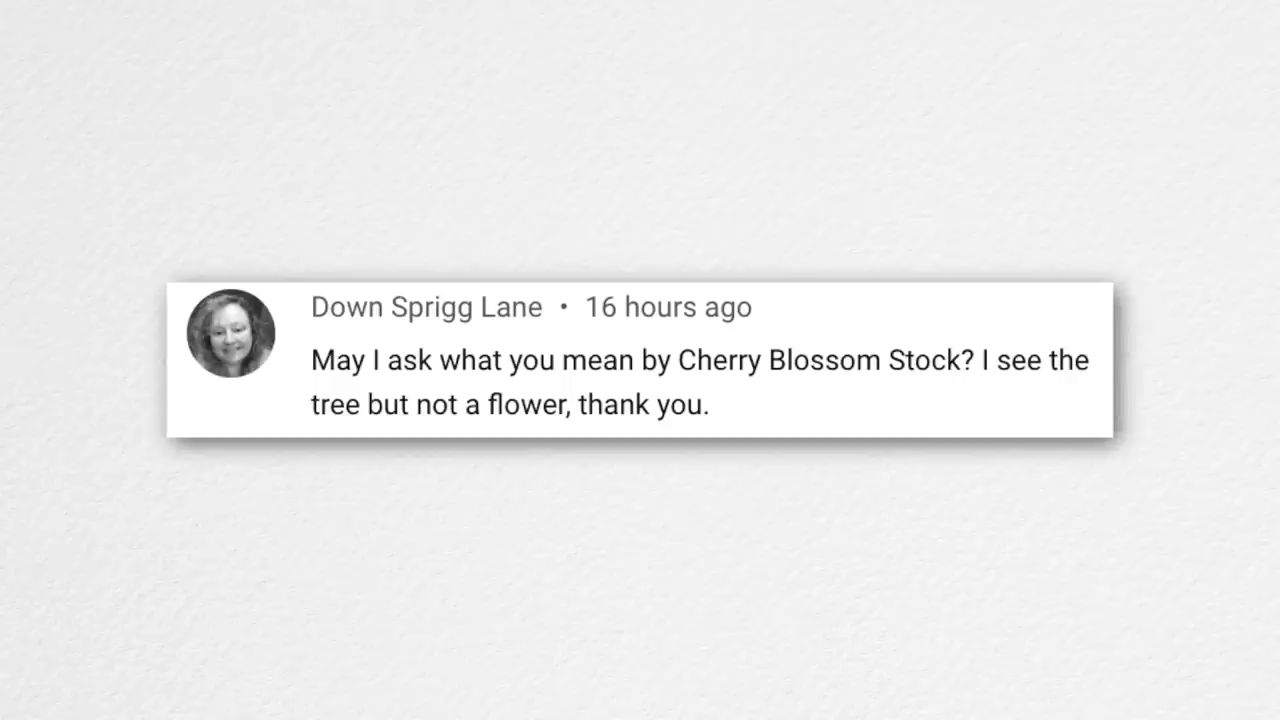 Down Sprigg Lane • 16 hours ago
May I ask what you mean by Cherry Blossom Stock? I see the
tree but not a flower, thank you.